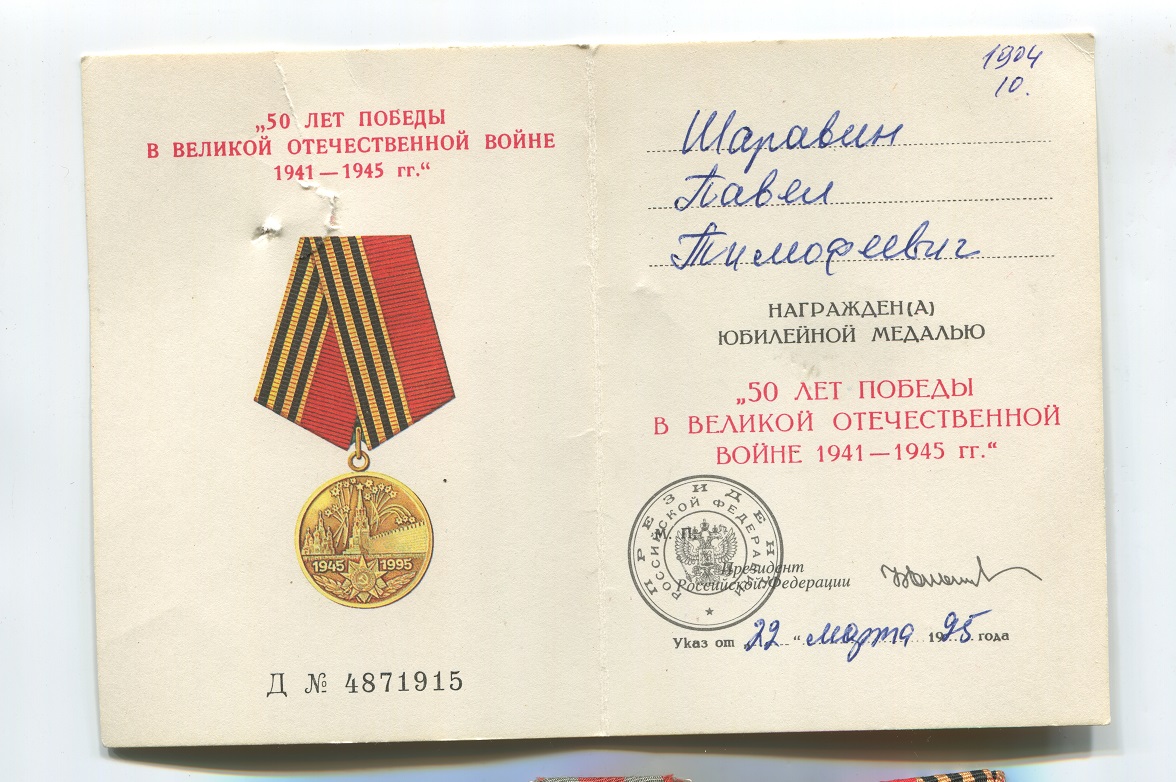 „50 ЛЕТ ПОБЕДЫ
В ВЕЛИКОЙ ОТЕЧЕСТВЕННОЙ ВОЙНЕ
1941—1945 гг.“
1945 1995
Д № 4871915
1904
10.
Шаравин
Павел
Тимофеевич
НАГРАЖДЕН(А)
ЮБИЛЕЙНОЙ МЕДАЛЬЮ
„50 ЛЕТ ПОБЕДЫ
В ВЕЛИКОЙ ОТЕЧЕСТВЕННОЙ
ВОЙНЕ 1941—1945 гг.“
ПРЕЗИДЕН
РОССИЙСКОЙ ФЕДЕРАЦИИ
М. П.
Президент
Российской Федерации
Указ от „22“ марта 1995 года